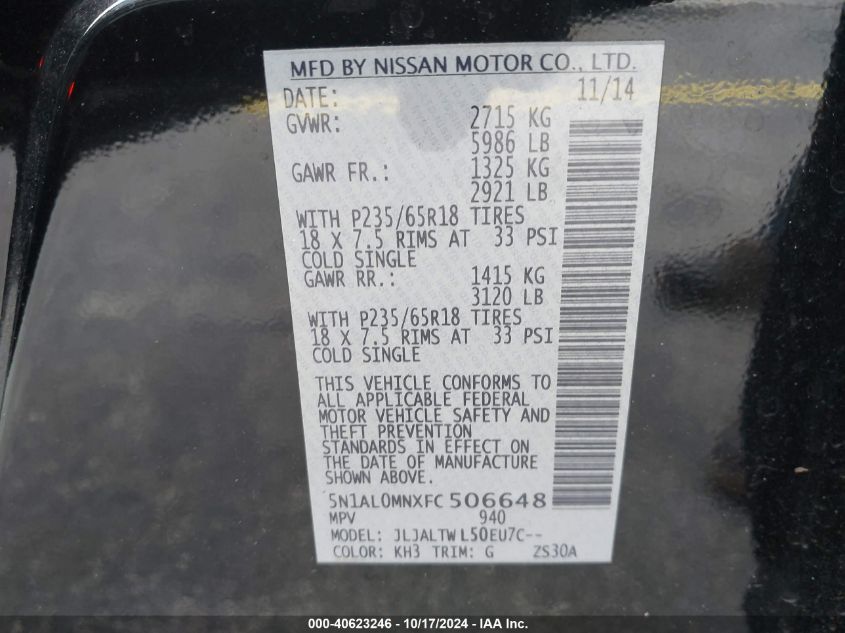 MFD BY NISSAN MOTOR CO., LTD.
DATE: 11/14
GVWR: 2715 KG
5986 LB
GAWR FR.: 1325 KG
2921 LB
WITH P235/65R18 TIRES
18 X 7.5 RIMS AT 33 PSI
COLD SINGLE
GAWR RR.: 1415 KG
3120 LB
WITH P235/65R18 TIRES
18 X 7.5 RIMS AT 33 PSI
COLD SINGLE
THIS VEHICLE CONFORMS TO
ALL APPLICABLE FEDERAL
MOTOR VEHICLE SAFETY AND
THEFT PREVENTION
STANDARDS IN EFFECT ON
THE DATE OF MANUFACTURE
SHOWN ABOVE.
5N1AL0MNXFC506648
MPV 940
MODEL: JLJALTWL50EU7C--
COLOR: KH3 TRIM: G ZS30A
000-40623246 - 10/17/2024 - IAA Inc.